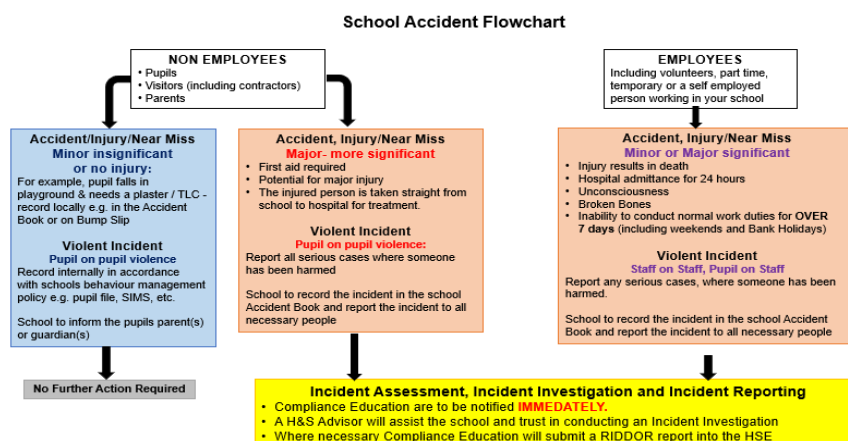 School Accident Flowchart
NON EMPLOYEES
• Pupils
• Visitors (including contractors)
• Parents
EMPLOYEES
Including volunteers, part time,
temporary or a self employed
person working in your school
Accident/Injury/Near Miss
Minor insignificant
or no injury:
For example, pupil falls in
playground & needs a plaster / TLC -
record locally e.g. in the Accident
Book or on Bump Slip
Violent Incident
Pupil on pupil violence
Record internally in accordance
with schools behaviour management
policy e.g. pupil file, SIMS, etc.
School to inform the pupils parent(s)
or guardian(s)
No Further Action Required
Accident, Injury/Near Miss
Major- more significant
• First aid required
• Potential for major injury
• The injured person is taken straight from
school to hospital for treatment.
Violent Incident
Pupil on pupil violence:
Report all serious cases where someone
has been harmed
School to record the incident in the school
Accident Book and report the incident to all
necessary people
Accident, Injury/Near Miss
Minor or Major significant
• Injury results in death
• Hospital admittance for 24 hours
• Unconsciousness
• Broken Bones
• Inability to conduct normal work duties for OVER
7 days (including weekends and Bank Holidays)
Violent Incident
Staff on Staff, Pupil on Staff
Report any serious cases, where someone has been
harmed.
School to record the incident in the school Accident
Book and report the incident to all necessary people
Incident Assessment, Incident Investigation and Incident Reporting
• Compliance Education are to be notified IMMEDATELY.
• A H&S Advisor will assist the school and trust in conducting an Incident Investigation
• Where necessary Compliance Education will submit a RIDDOR report into the HSE